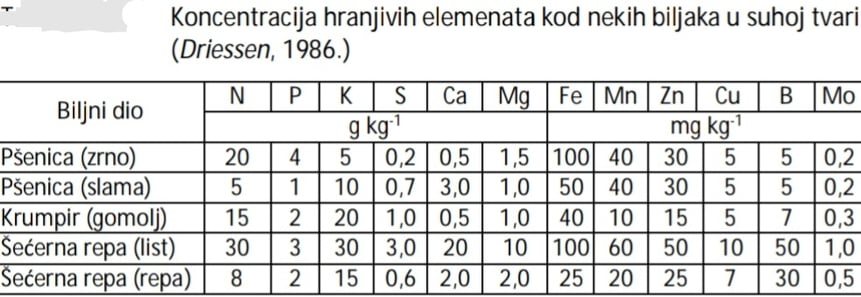 Koncentracija hranjivih elemenata kod nekih biljaka u suhoj tvari
(Driessen, 1986.)
Biljni dio N P K S Ca Mg Fe Mn Zn Cu B Mo
g kg-1 mg kg-1
Pšenica (zrno) 20 4 5 0,2 0,5 1,5 100 40 30 5 5 0,2
Pšenica (slama) 5 1 10 0,7 3,0 1,0 50 40 30 5 5 0,2
Krumpir (gomolj) 15 2 20 1,0 0,5 1,0 40 10 15 5 7 0,3
Šećerna repa (list) 30 3 30 3,0 20 10 100 60 50 10 50 1,0
Šećerna repa (repa) 8 2 15 0,6 2,0 2,0 25 20 25 7 30 0,5